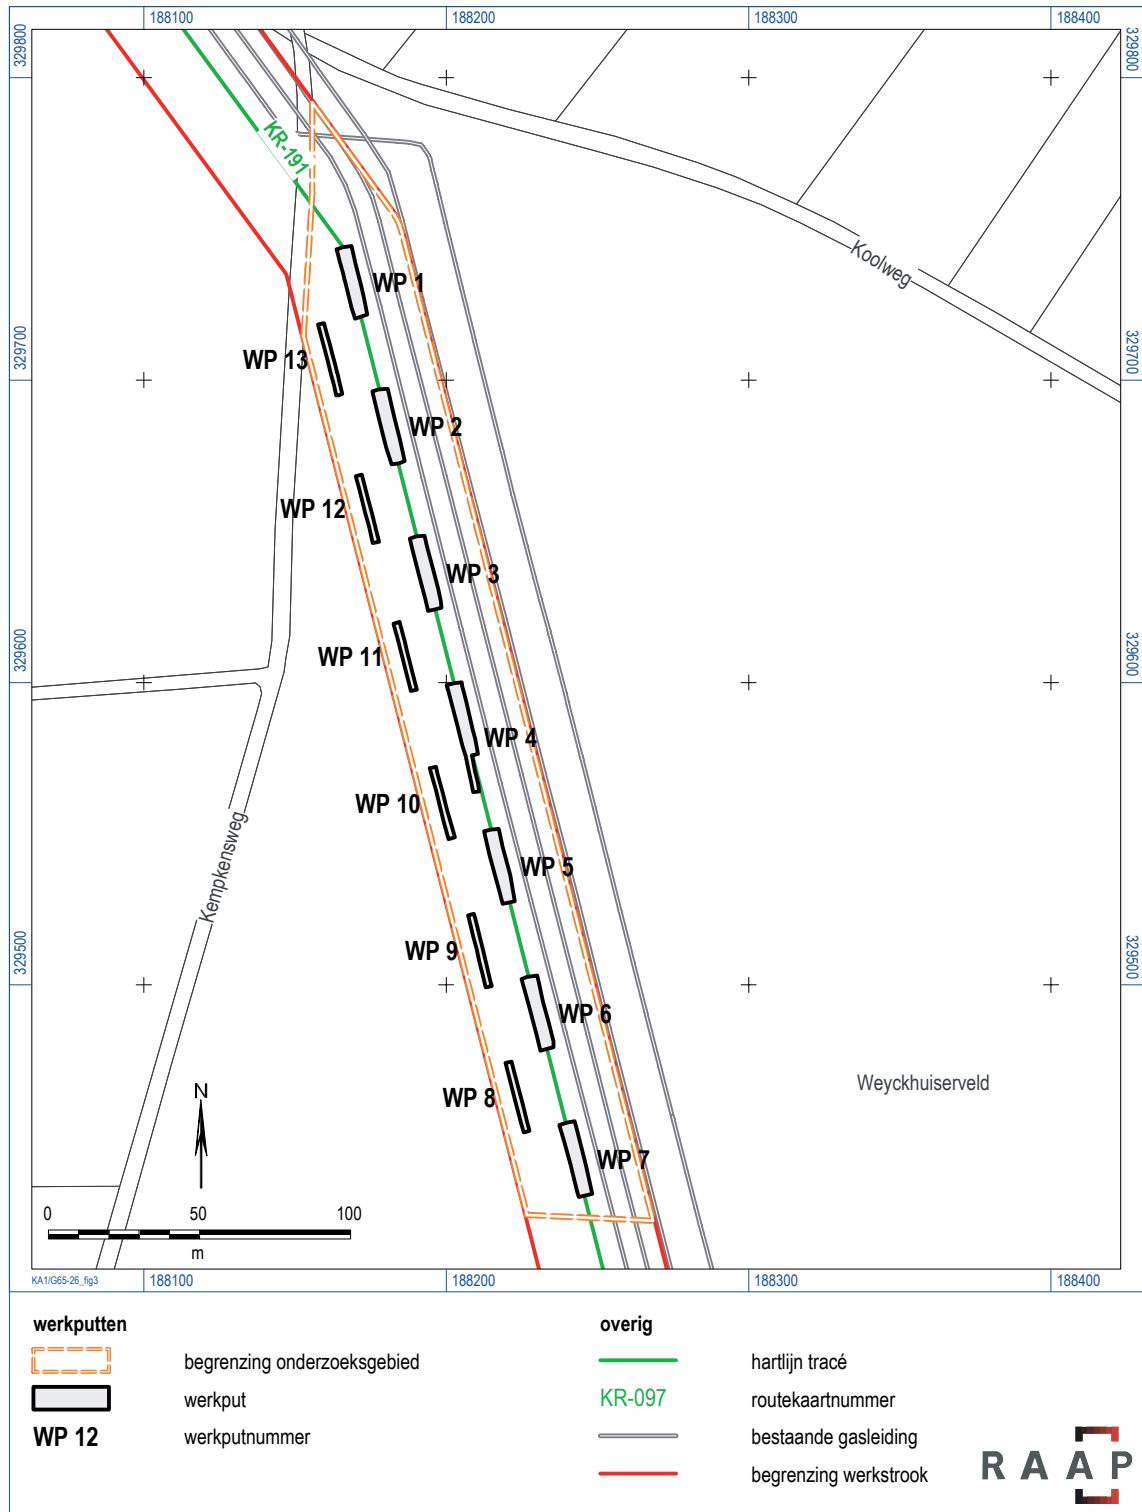 188100
188200
188300
188400
329800
329800
KR-191
Koolweg
WP 1
329700
WP 13
329700
WP 2
WP 12
WP 3
329600
WP 11
329600
WP 4
WP 10
Kempkensweg
WP 5
329500
WP 9
329500
WP 6
Weyckhuiserveld
N
WP 8
WP 7
0
50
100
m
KA1/G65-26_fig3
188100
188200
188300
188400
werkputten
begrenzing onderzoeksgebied
werkput
WP 12
werkputnummer
overig
hartlijn tracé
KR-097
routekaartnummer
bestaande gasleiding
begrenzing werkstrook
RAAP